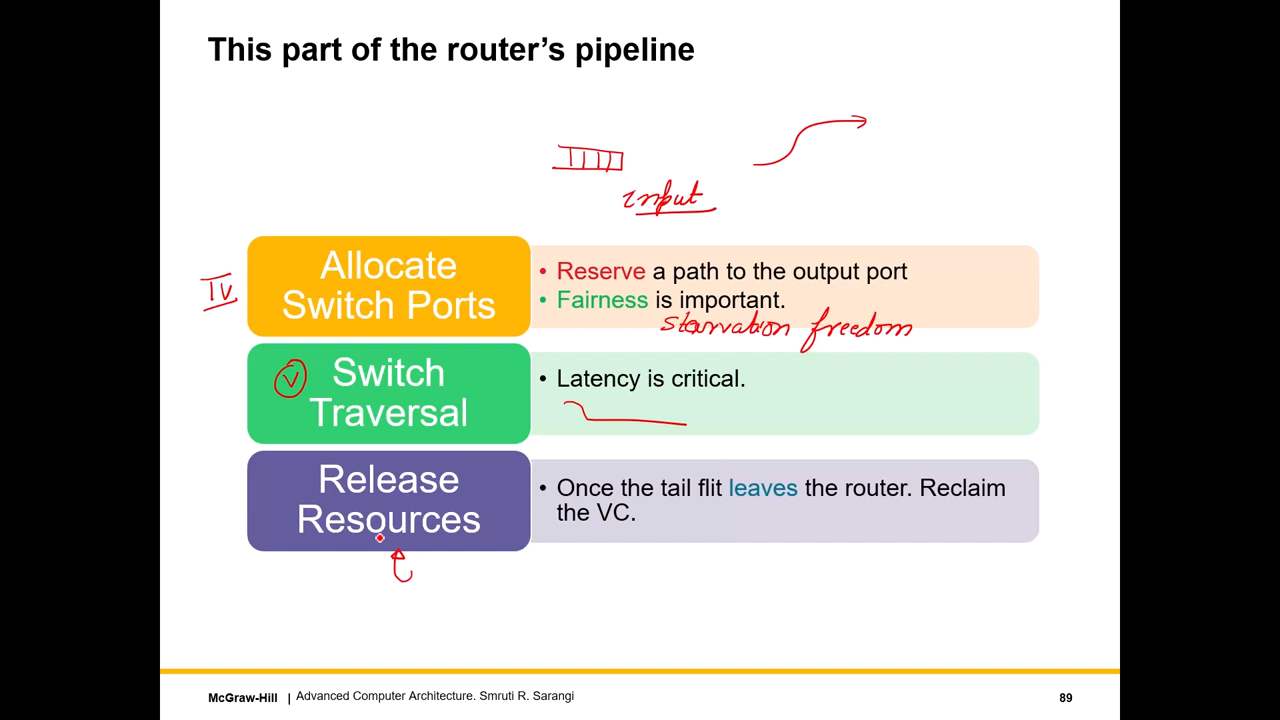 This part of the router's pipeline
Input
IV
Allocate
Switch Ports
• Reserve a path to the output port
• Fairness is important.
starvation freedom
V
Switch
Traversal
• Latency is critical.
Release
Resources
• Once the tail flit leaves the router. Reclaim
the VC.
McGraw-Hill | Advanced Computer Architecture. Smruti R. Sarangi
89